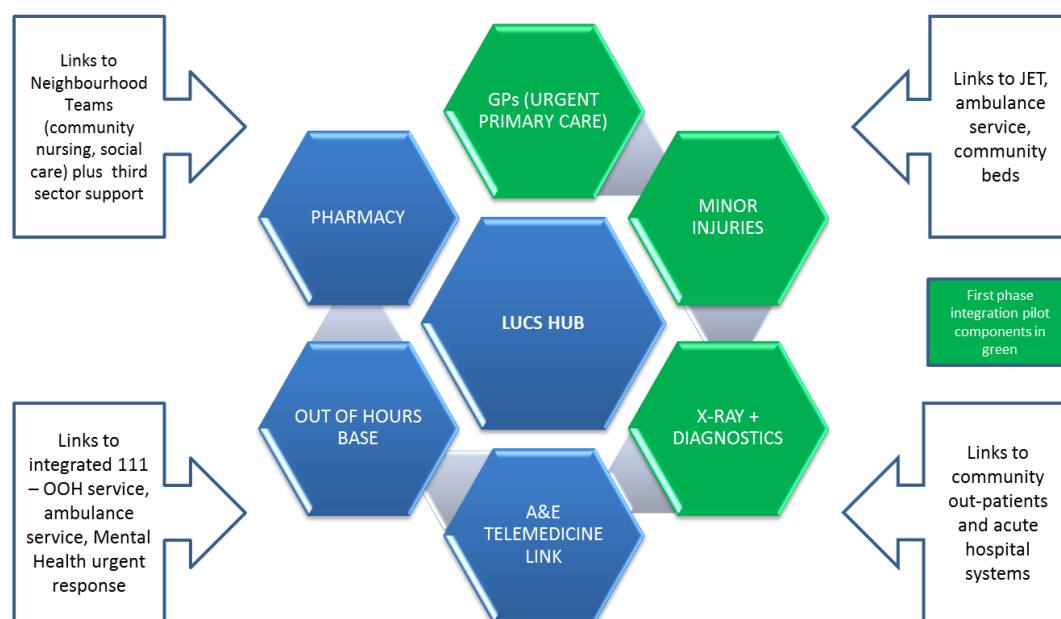 Links to
Neighbourhood
Teams
(community
nursing, social
care) plus  third
sector support
GPs (URGENT
PRIMARY CARE)
Links to JET,
ambulance
service,
community
beds
PHARMACY
MINOR
INJURIES
LUCS HUB
First phase
integration pilot
components in
green
OUT OF HOURS
BASE
X-RAY +
DIAGNOSTICS
A&E
TELEMEDICINE
LINK
Links to
integrated 111
– OOH service,
ambulance
service, Mental
Health urgent
response
Links to
community
out-patients
and acute
hospital
systems